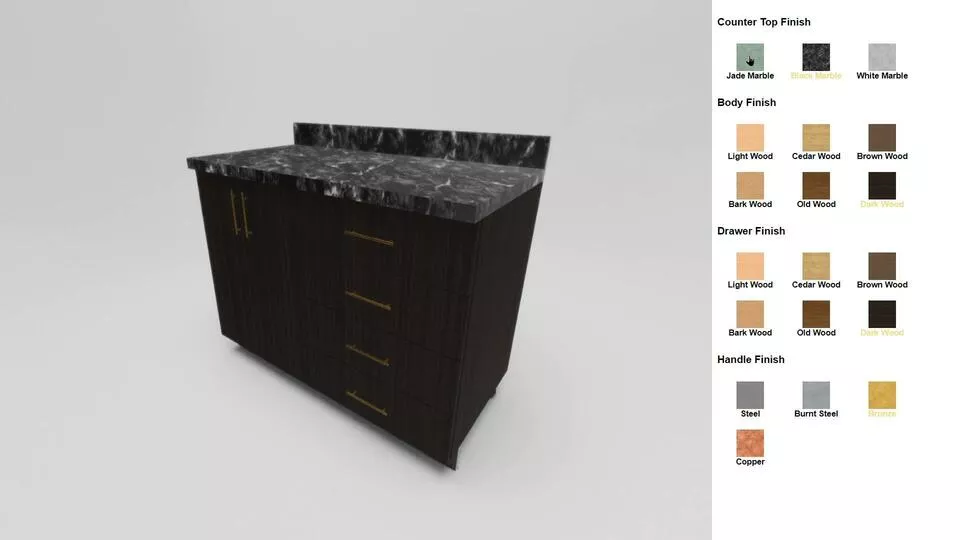 Counter Top Finish
Jade Marble Black Marble White Marble
Body Finish
Light Wood Cedar Wood Brown Wood
Bark Wood Old Wood Dark Wood
Drawer Finish
Light Wood Cedar Wood Brown Wood
Bark Wood Old Wood Dark Wood
Handle Finish
Steel Burnt Steel Bronze
Copper